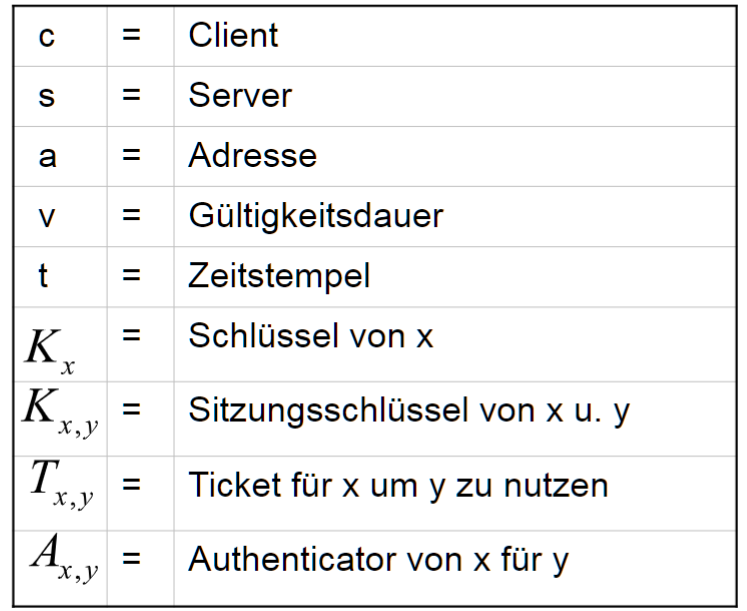 c = Client
s = Server
a = Adresse
v = Gültigkeitsdauer
t = Zeitstempel
K_x = Schlüssel von x
K_{x,y} = Sitzungsschlüssel von x u. y
T_{x,y} = Ticket für x um y zu nutzen
A_{x,y} = Authenticator von x für y